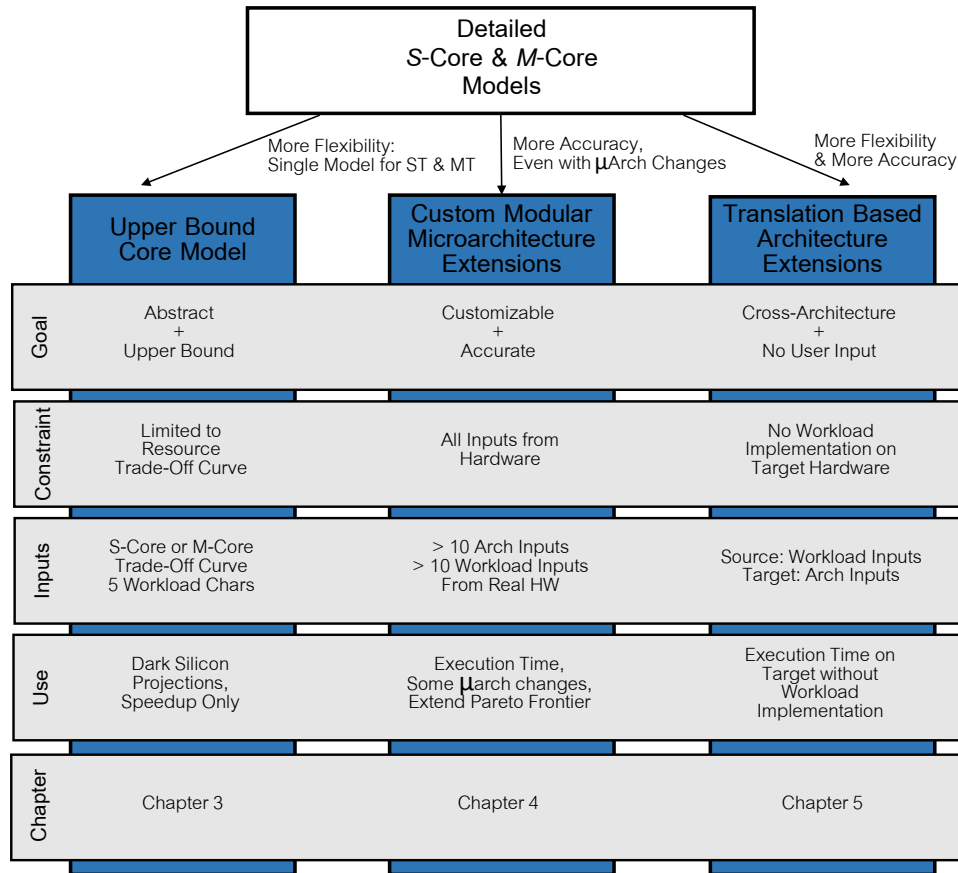 Detailed
S-Core & M-Core
Models
More Flexibility:
Single Model for ST & MT
More Accuracy,
Even with μArch Changes
More Flexibility
& More Accuracy
Upper Bound
Core Model
Custom Modular
Microarchitecture
Extensions
Translation Based
Architecture
Extensions
Goal
Abstract
+
Upper Bound
Customizable
+
Accurate
Cross-Architecture
+
No User Input
Constraint
Limited to
Resource
Trade-Off Curve
All Inputs from
Hardware
No Workload
Implementation on
Target Hardware
Inputs
S-Core or M-Core
Trade-Off Curve
5 Workload Chars
> 10 Arch Inputs
> 10 Workload Inputs
From Real HW
Source: Workload Inputs
Target: Arch Inputs
Use
Dark Silicon
Projections,
Speedup Only
Execution Time,
Some μarch changes,
Extend Pareto Frontier
Execution Time on
Target without
Workload
Implementation
Chapter
Chapter 3
Chapter 4
Chapter 5